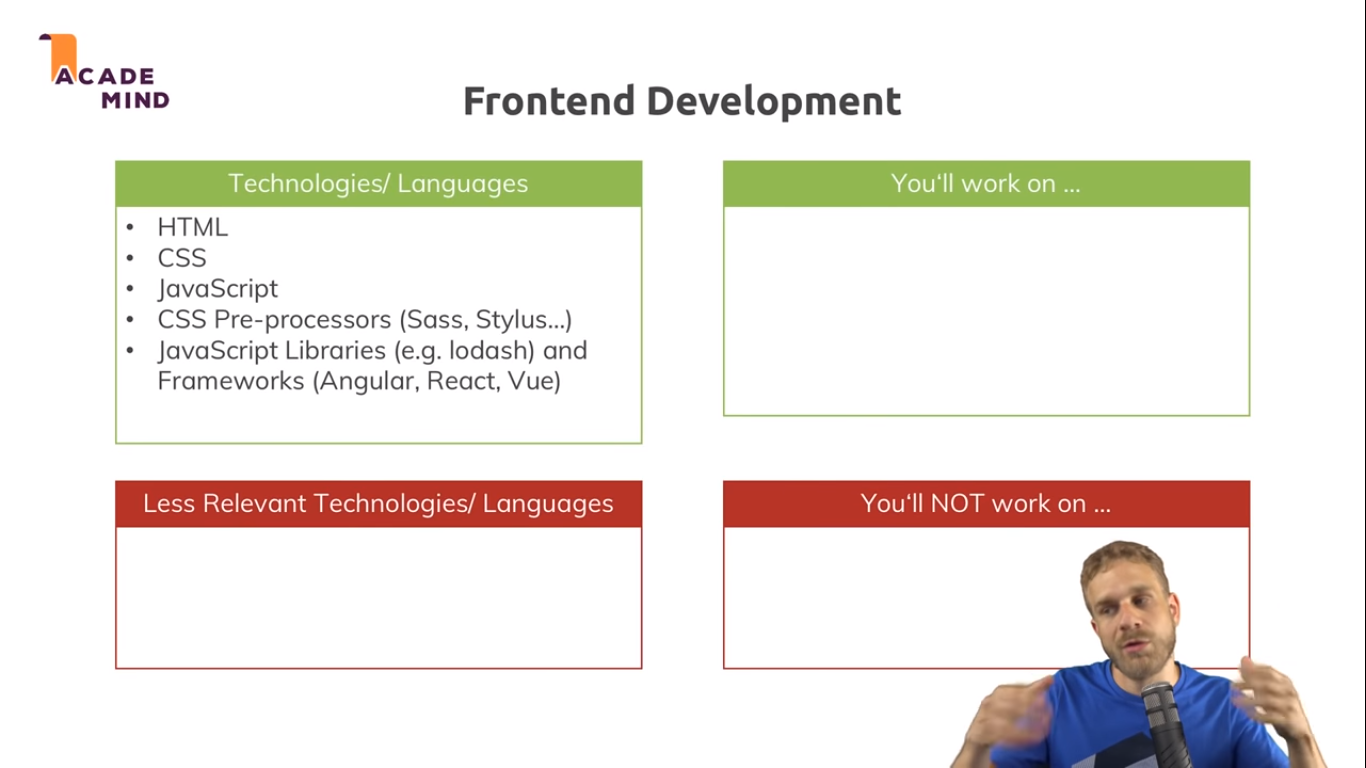 ACADE
MIND
Frontend Development
Technologies/ Languages
• HTML
• CSS
• JavaScript
• CSS Pre-processors (Sass, Stylus...)
• JavaScript Libraries (e.g. lodash) and
Frameworks (Angular, React, Vue)
You‘ll work on ...
Less Relevant Technologies/ Languages
You‘ll NOT work on ...